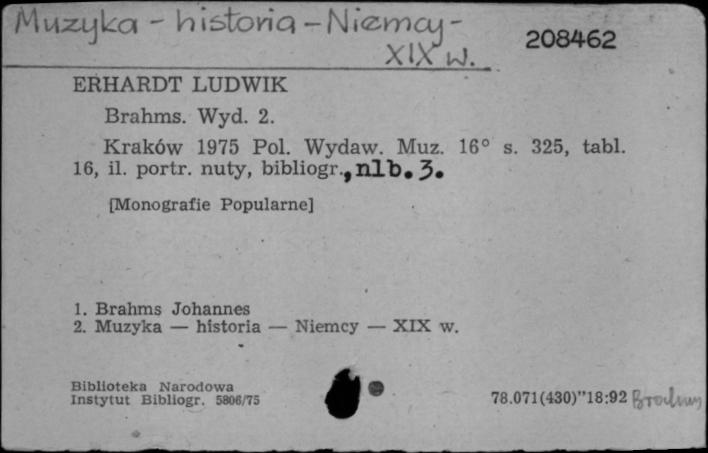 Muzyka - historia - Niemcy -
XIX w.
208462
ERHARDT LUDWIK
Brahms. Wyd. 2.
Kraków 1975 Pol. Wydaw. Muz. 16° s. 325, tabl.
16, il. portr. nuty, bibliogr., nlb. 3.
[Monografie Popularne]
1. Brahms Johannes
2. Muzyka — historia — Niemcy — XIX w.
Biblioteka Narodowa
Instytut Bibliogr. 5806/75
78.071(430)"18:92 Brahms